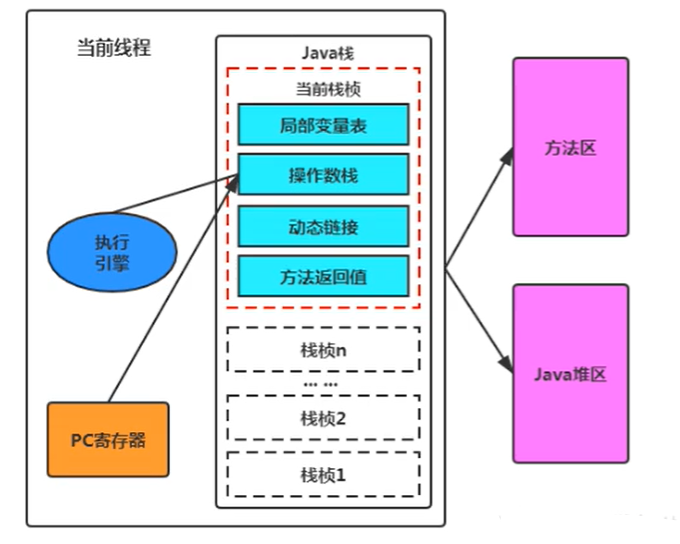 当前线程
Java栈
当前栈桢
局部变量表
操作数栈
动态链接
方法返回值
执行
引擎
PC寄存器
栈桢n
... ...
栈桢2
栈桢1
方法区
Java堆区